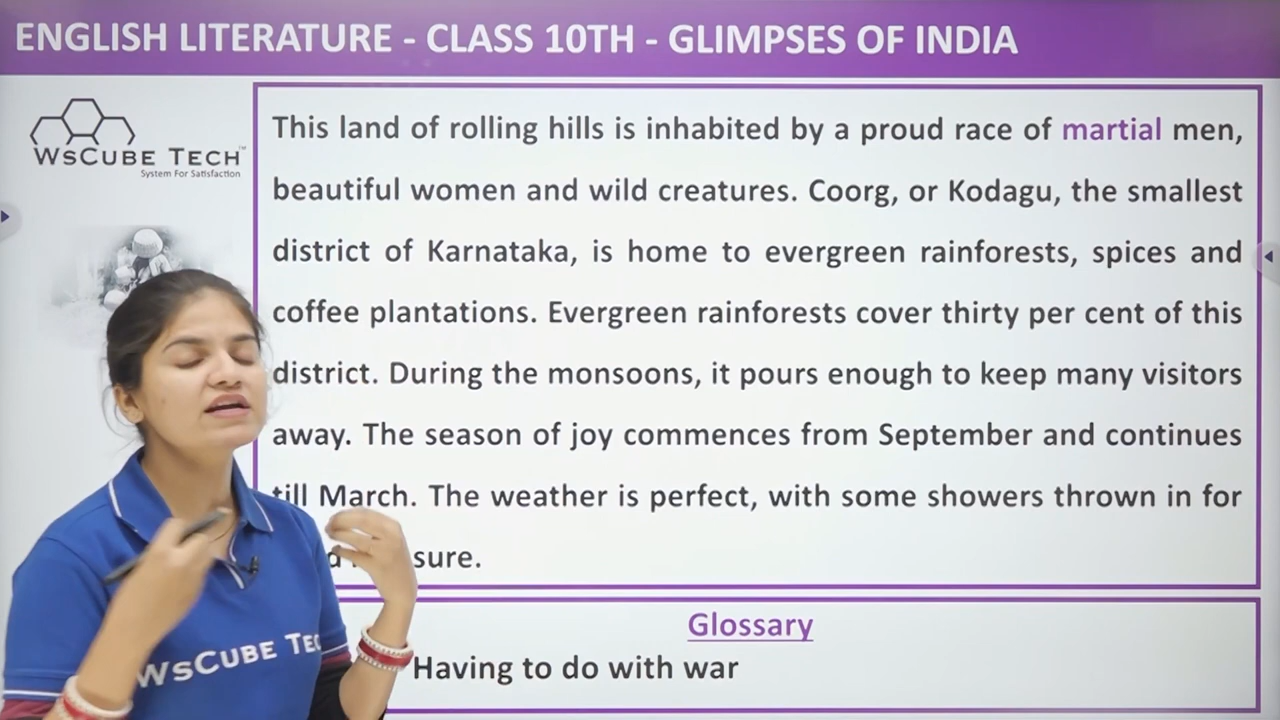 ENGLISH LITERATURE - CLASS 10TH - GLIMPSES OF INDIA
WSCUBE TECH™
System For Satisfaction
This land of rolling hills is inhabited by a proud race of martial men,
beautiful women and wild creatures. Coorg, or Kodagu, the smallest
district of Karnataka, is home to evergreen rainforests, spices and
coffee plantations. Evergreen rainforests cover thirty per cent of this
district. During the monsoons, it pours enough to keep many visitors
away. The season of joy commences from September and continues
till March. The weather is perfect, with some showers thrown in for
sure.
Glossary
Having to do with war
WSCUBE TEC